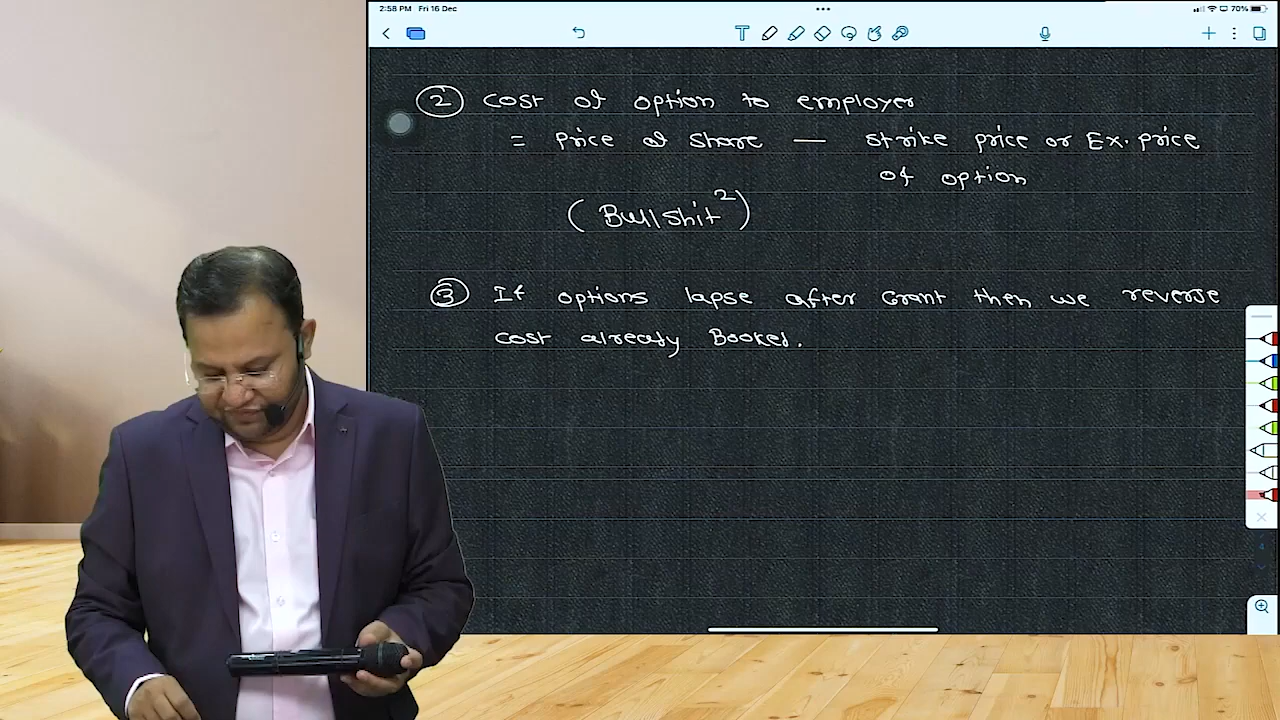 2:58 PM Fri 16 Dec
70%
② Cost of option to employer
= Price of share — strike price or Ex. price
of option
(Bullshit²)
③ If options lapse after Grant then we reverse
cost already Booked.